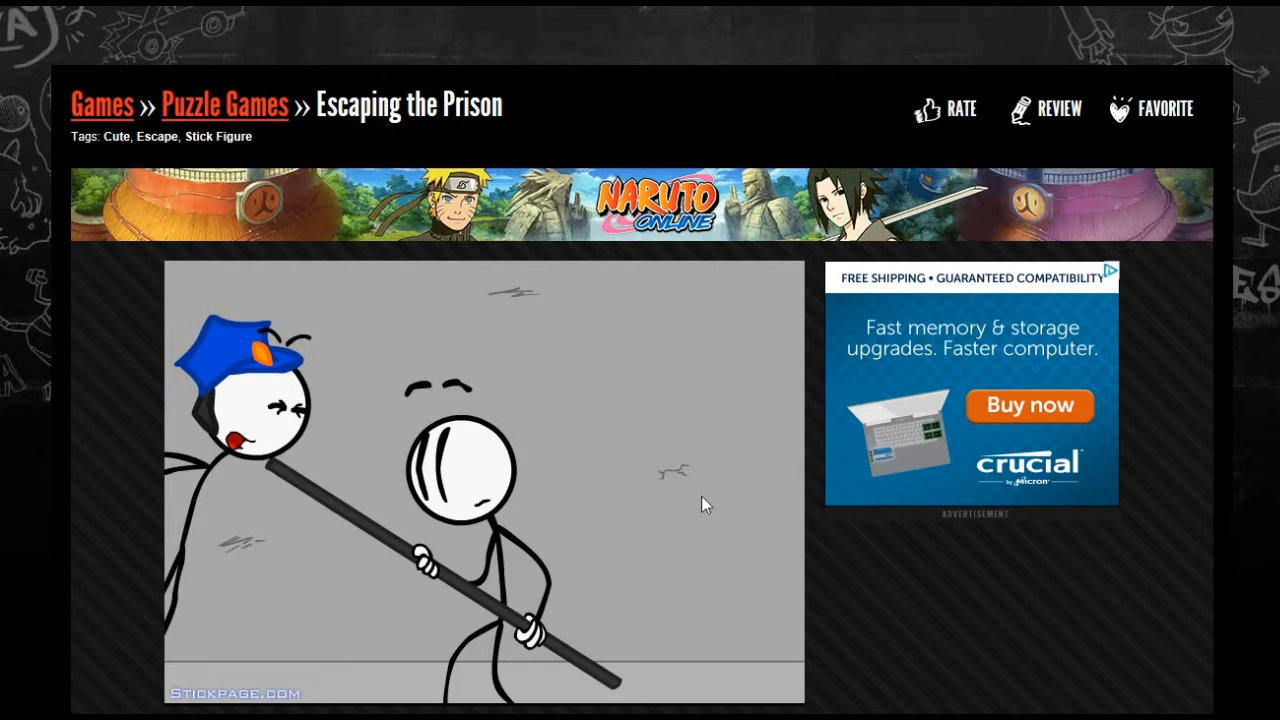 Games » Puzzle Games » Escaping the Prison
RATE
REVIEW
FAVORITE
Tags: Cute, Escape, Stick Figure
NARUTO
ONLINE
FREE SHIPPING • GUARANTEED COMPATIBILITY
Fast memory & storage
upgrades. Faster computer.
Buy now
crucial
by Micron
ADVERTISEMENT
STICKPAGE.COM